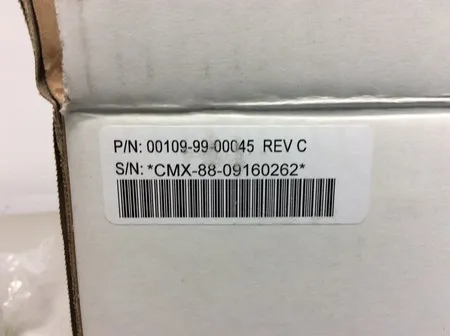 P/N: 00109-99-00045 REV C
S/N: *CMX-88-09160262*